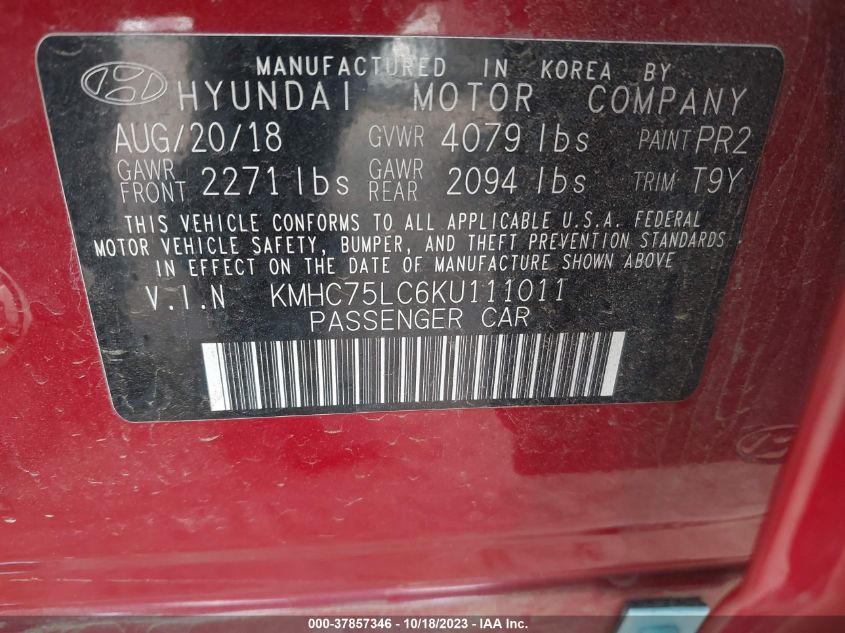 MANUFACTURED IN KOREA BY
HYUNDAI MOTOR COMPANY
AUG/20/18 GVWR 4079 lbs PAINT PR2
GAWR FRONT 2271 lbs GAWR REAR 2094 lbs TRIM T9Y
THIS VEHICLE CONFORMS TO ALL APPLICABLE U.S.A. FEDERAL
MOTOR VEHICLE SAFETY, BUMPER, AND THEFT PREVENTION STANDARDS
IN EFFECT ON THE DATE OF MANUFACTURE SHOWN ABOVE
V.I.N KMHC75LC6KU111011
PASSENGER CAR
000-37857346 | 10/18/2023 - IAA Inc.